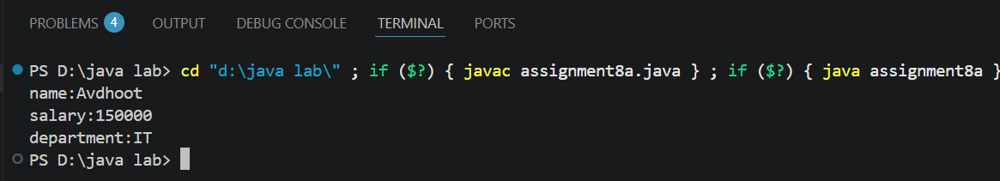 PROBLEMS 4 OUTPUT DEBUG CONSOLE TERMINAL PORTS
PS D:\java lab> cd "d:\java lab\" ; if ($?) { javac assignment8a.java } ; if ($?) { java assignment8a }
name:Avdhoot
salary:150000
department:IT
PS D:\java lab>